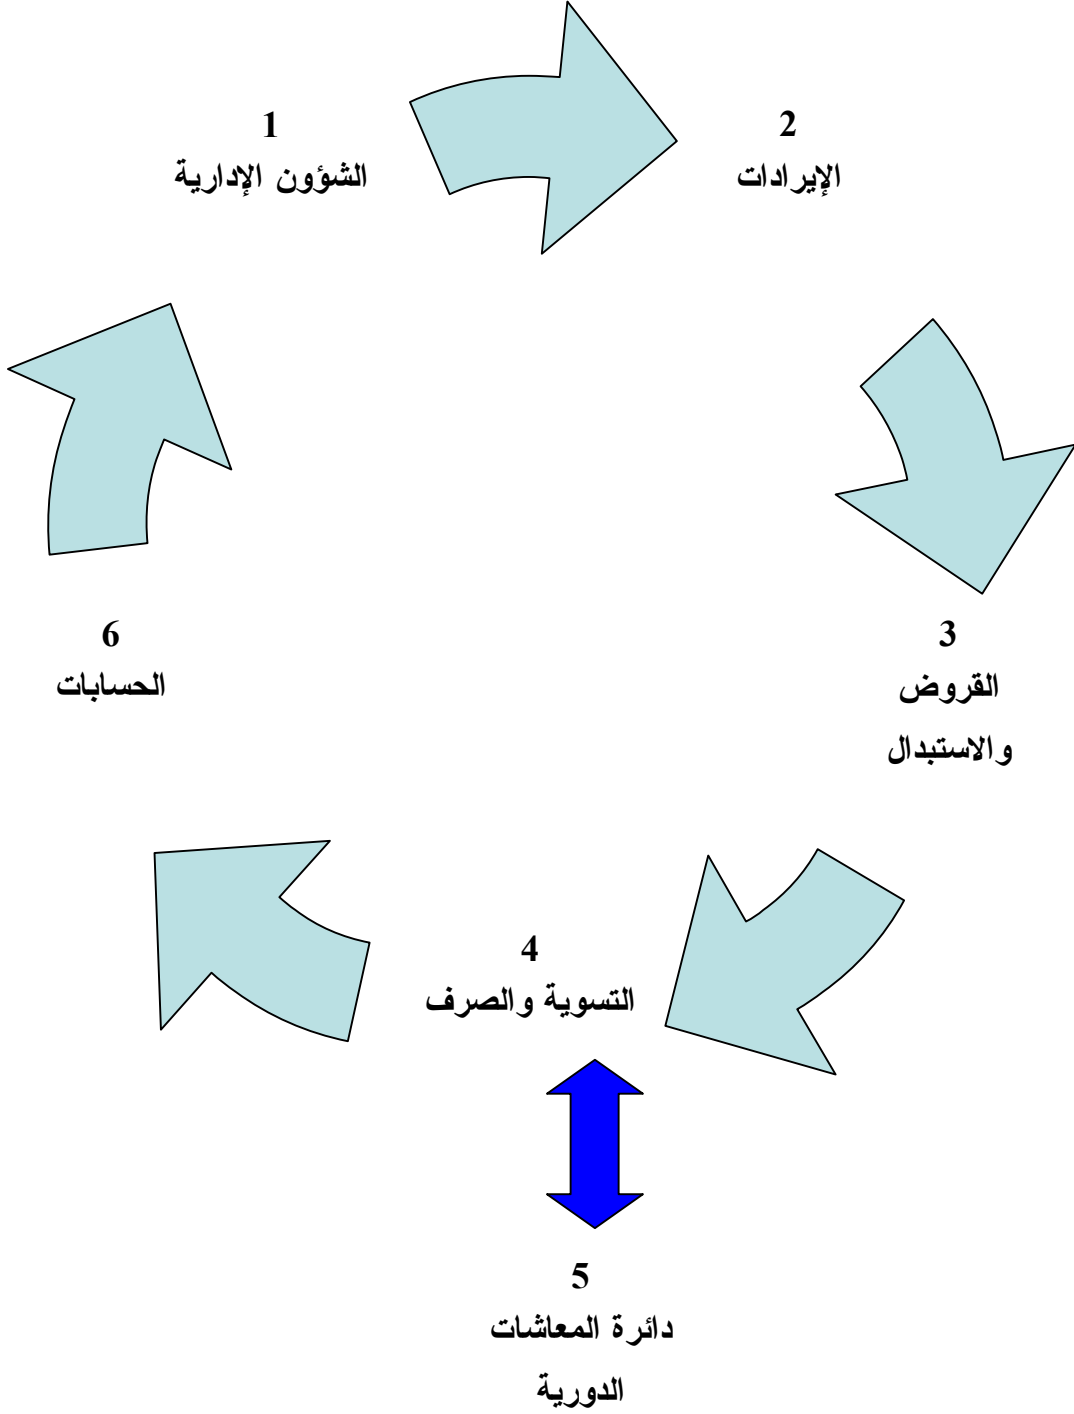 1
الشؤون الإدارية
2
الإيرادات
3
القروض
والاستبدال
4
التسوية والصرف
5
دائرة المعاشات
الدورية
6
الحسابات